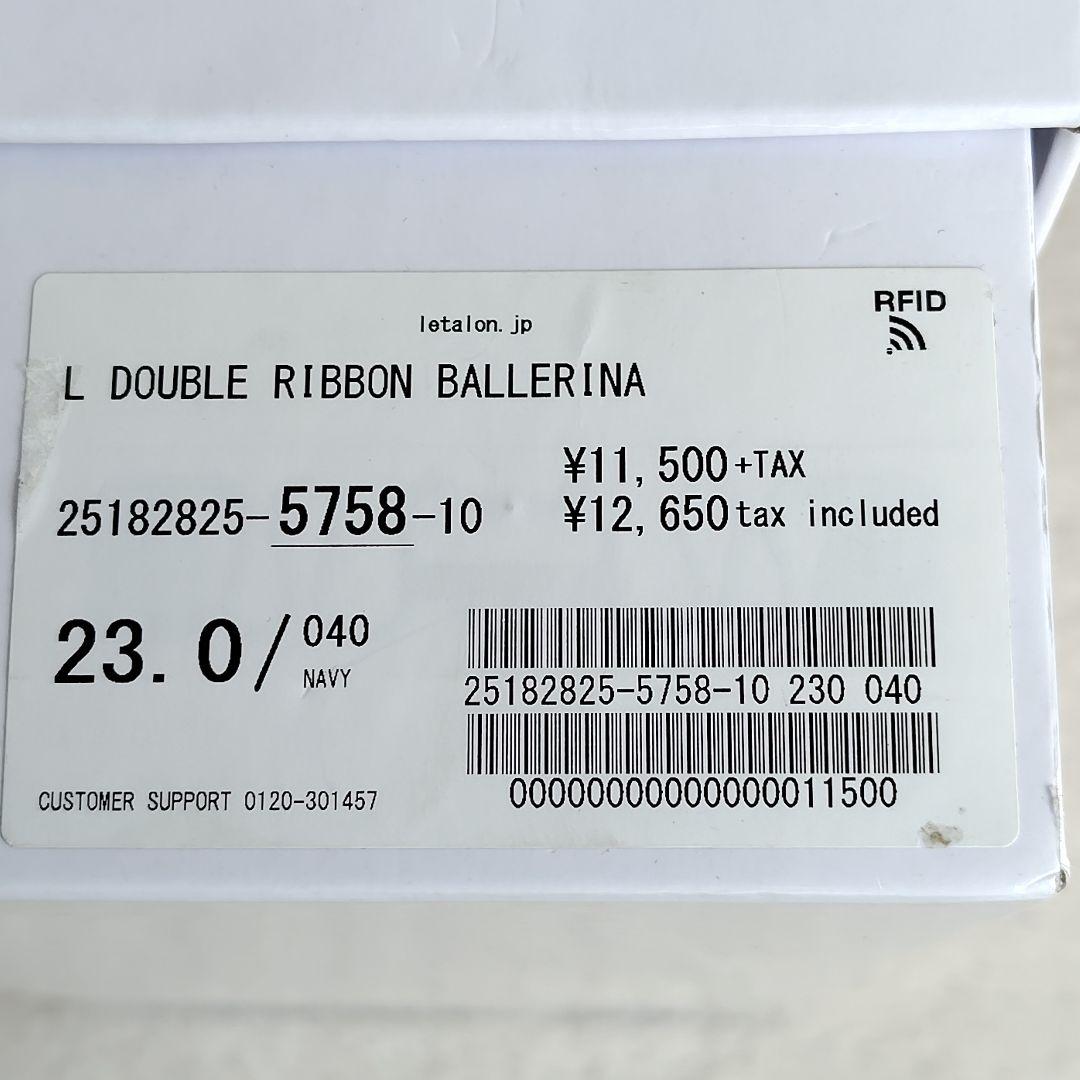 RFID
letalon.jp
L DOUBLE RIBBON BALLERINA
¥11,500+TAX
25182825-5758-10
¥12,650 tax included
23.0/040
NAVY
25182825-5758-10 230 040
CUSTOMER SUPPORT 0120-301457
00000000000000011500